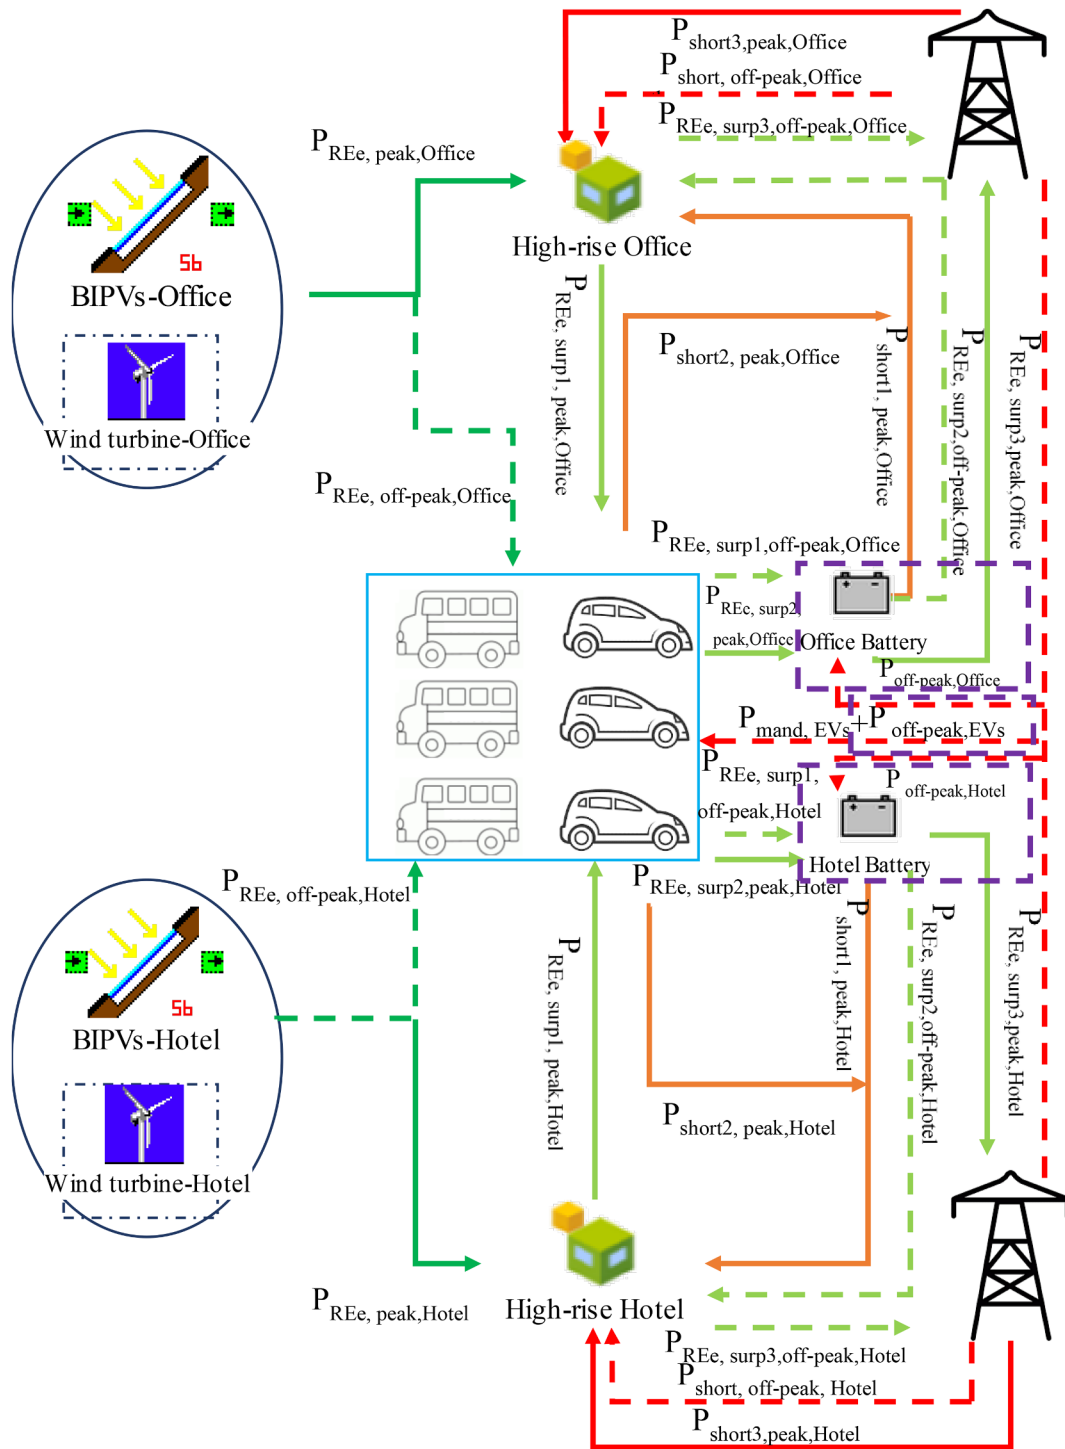 P short3,peak,Office
P short, off-peak,Office
P REe, surp3,off-peak,Office
P REe, peak,Office
High-rise Office
5b
BIPVs-Office
Wind turbine-Office
P REe, surp1, peak,Office
P short2, peak,Office
P short1, peak,Office
P REe, surp2,off-peak,Office
P REe, surp3,peak,Office
P REe, off-peak,Office
P REe, surp1,off-peak,Office
P REe, surp2,
peak,Office
Office Battery
P off-peak,Office
P mand, EVs+P off-peak,EVs
P REe, surp1,
off-peak,Hotel
P off-peak,Hotel
Hotel Battery
P REe, surp2,peak,Hotel
P REe, off-peak,Hotel
5b
BIPVs-Hotel
Wind turbine-Hotel
P REe, surp1, peak,Hotel
P short1, peak,Hotel
P REe, surp2,off-peak,Hotel
P REe, surp3,peak,Hotel
P short2, peak,Hotel
P REe, peak,Hotel
High-rise Hotel
P REe, surp3,off-peak,Hotel
P short, off-peak, Hotel
P short3,peak,Hotel